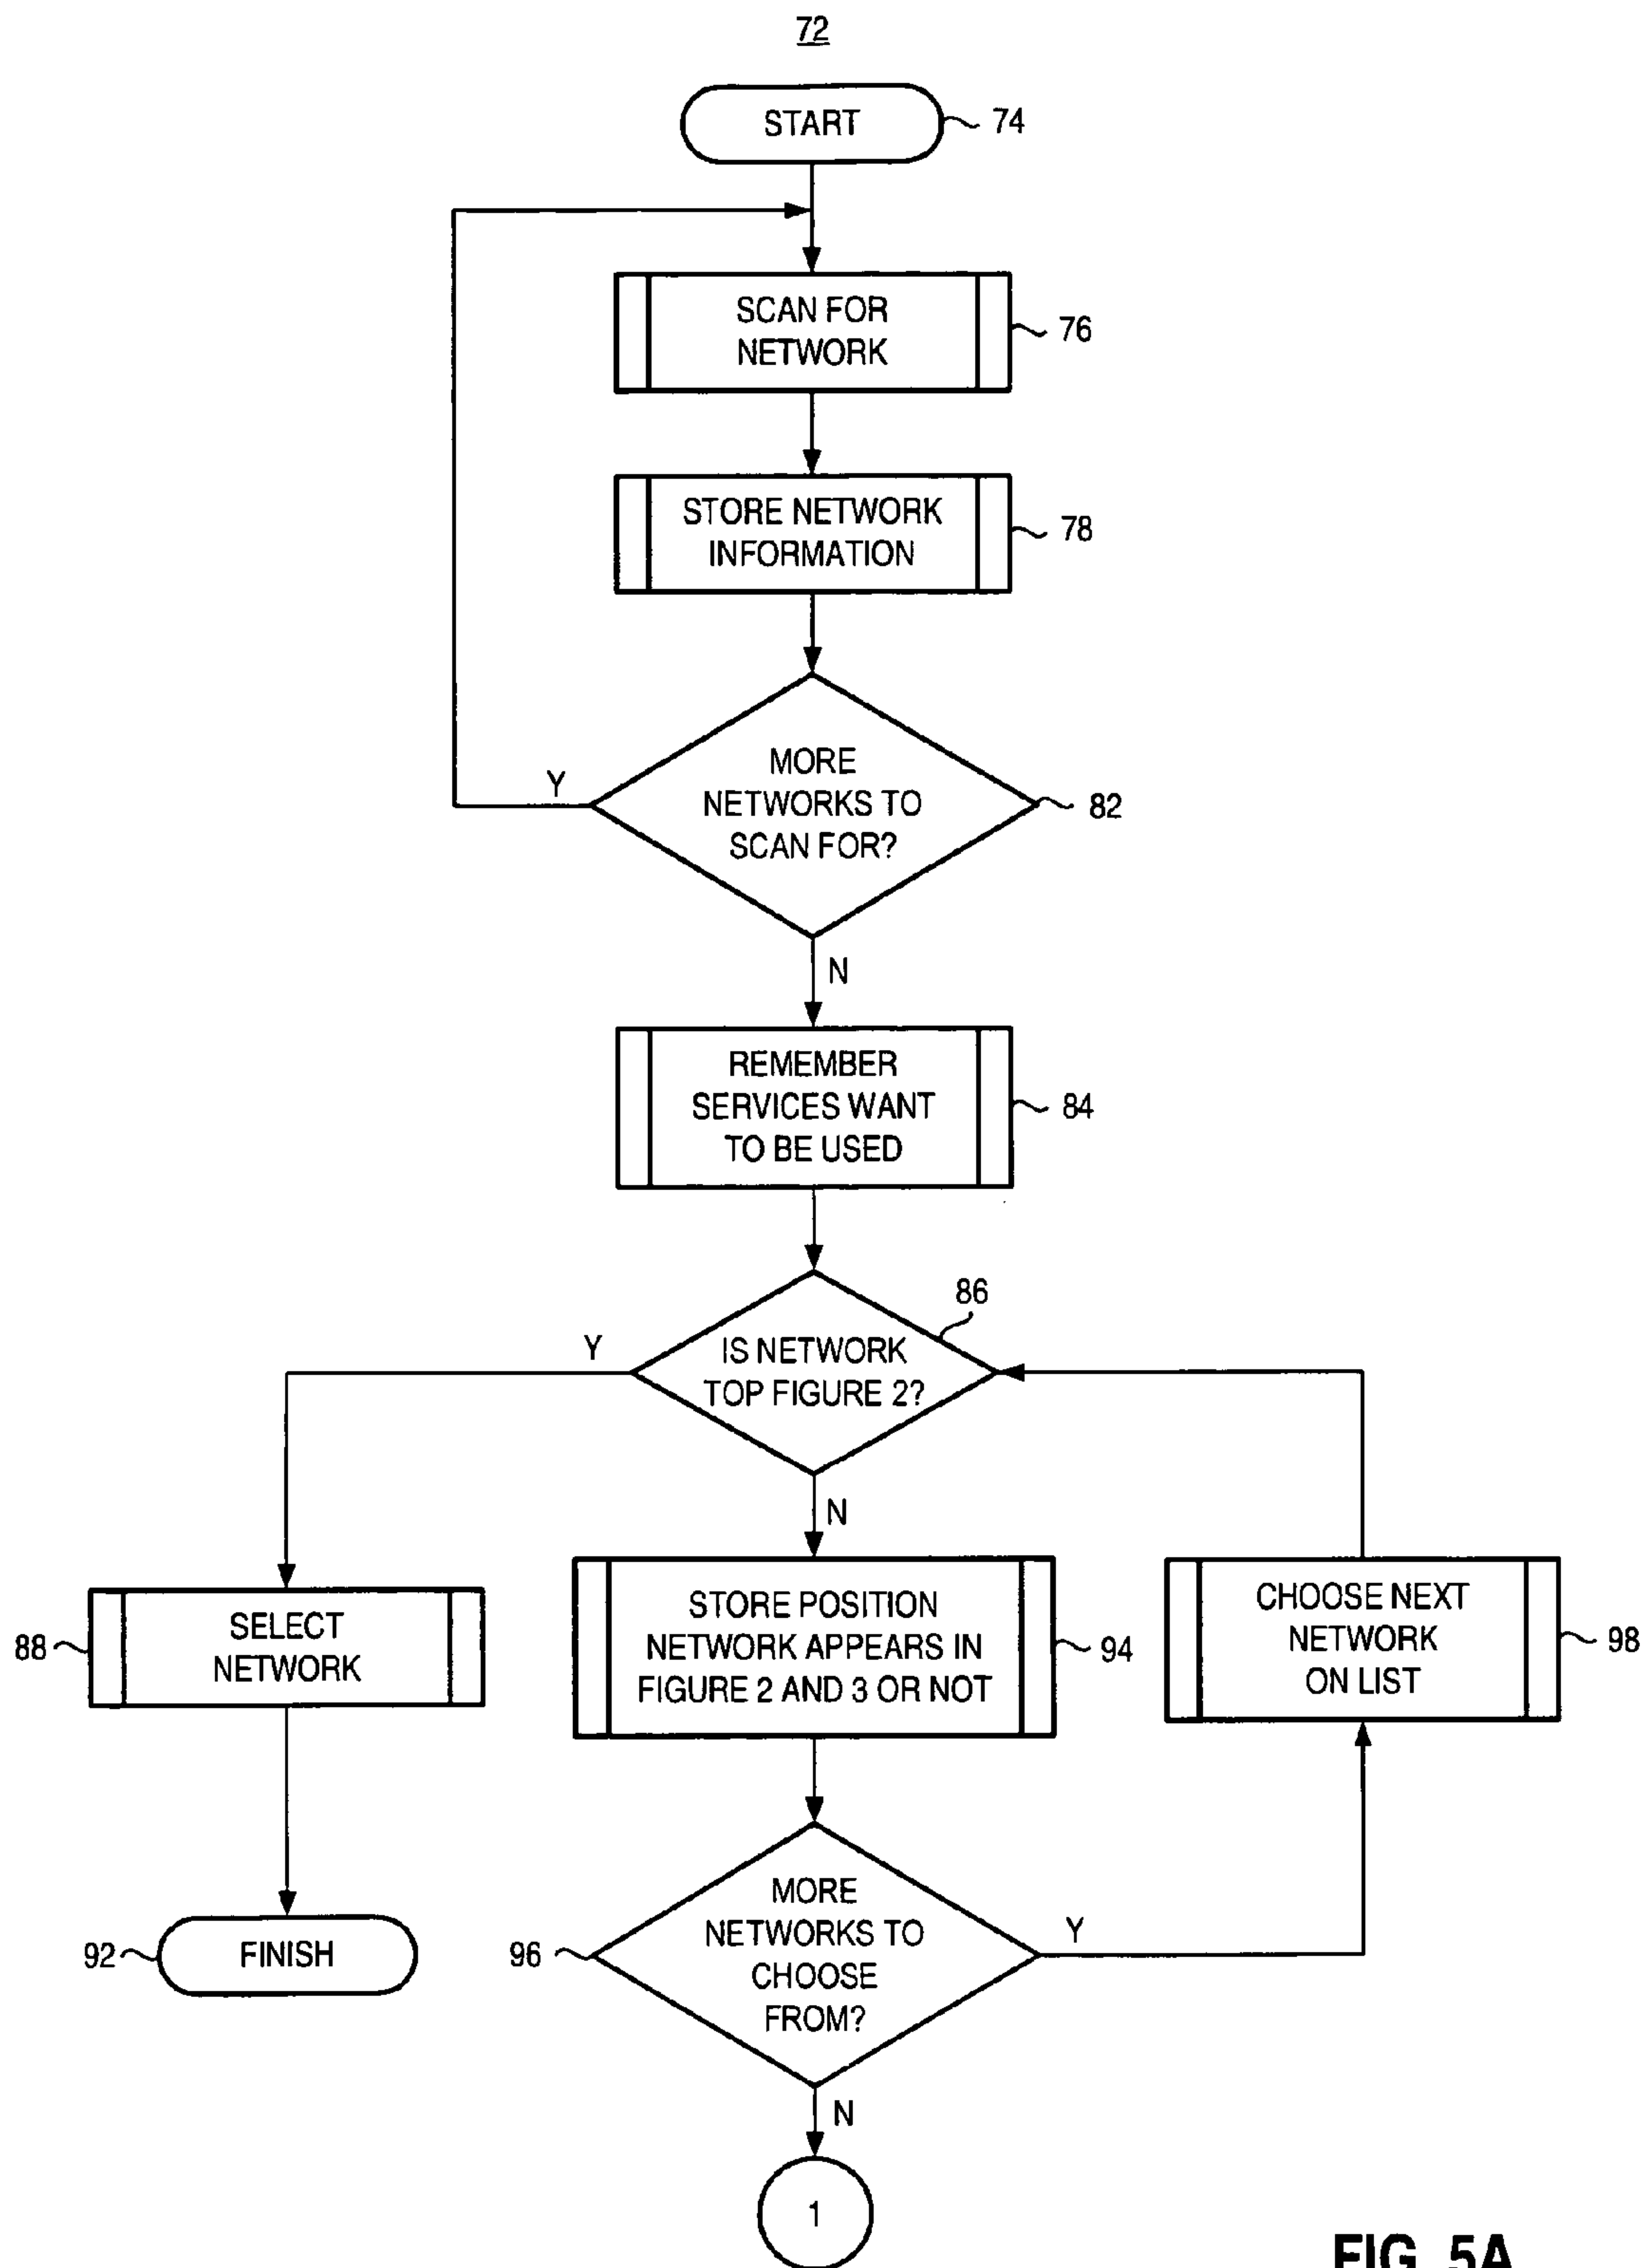 72
START
74
SCAN FOR
NETWORK
76
STORE NETWORK
INFORMATION
78
MORE
NETWORKS TO
SCAN FOR?
Y
82
N
REMEMBER
SERVICES WANT
TO BE USED
84
86
IS NETWORK
TOP FIGURE 2?
Y
N
SELECT
NETWORK
88
STORE POSITION
NETWORK APPEARS IN
FIGURE 2 AND 3 OR NOT
94
CHOOSE NEXT
NETWORK
ON LIST
98
92
FINISH
96
MORE
NETWORKS TO
CHOOSE
FROM?
Y
N
1
FIG. 5A